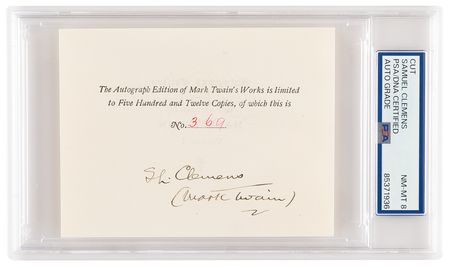 The Autograph Edition of Mark Twain's Works is limited
to Five Hundred and Twelve Copies, of which this is
No. 369
S. L. Clemens
(Mark Twain)
CUT
SAMUEL CLEMENS
PSA/DNA CERTIFIED
AUTO GRADE
NM-MT 8
PSA
85371936